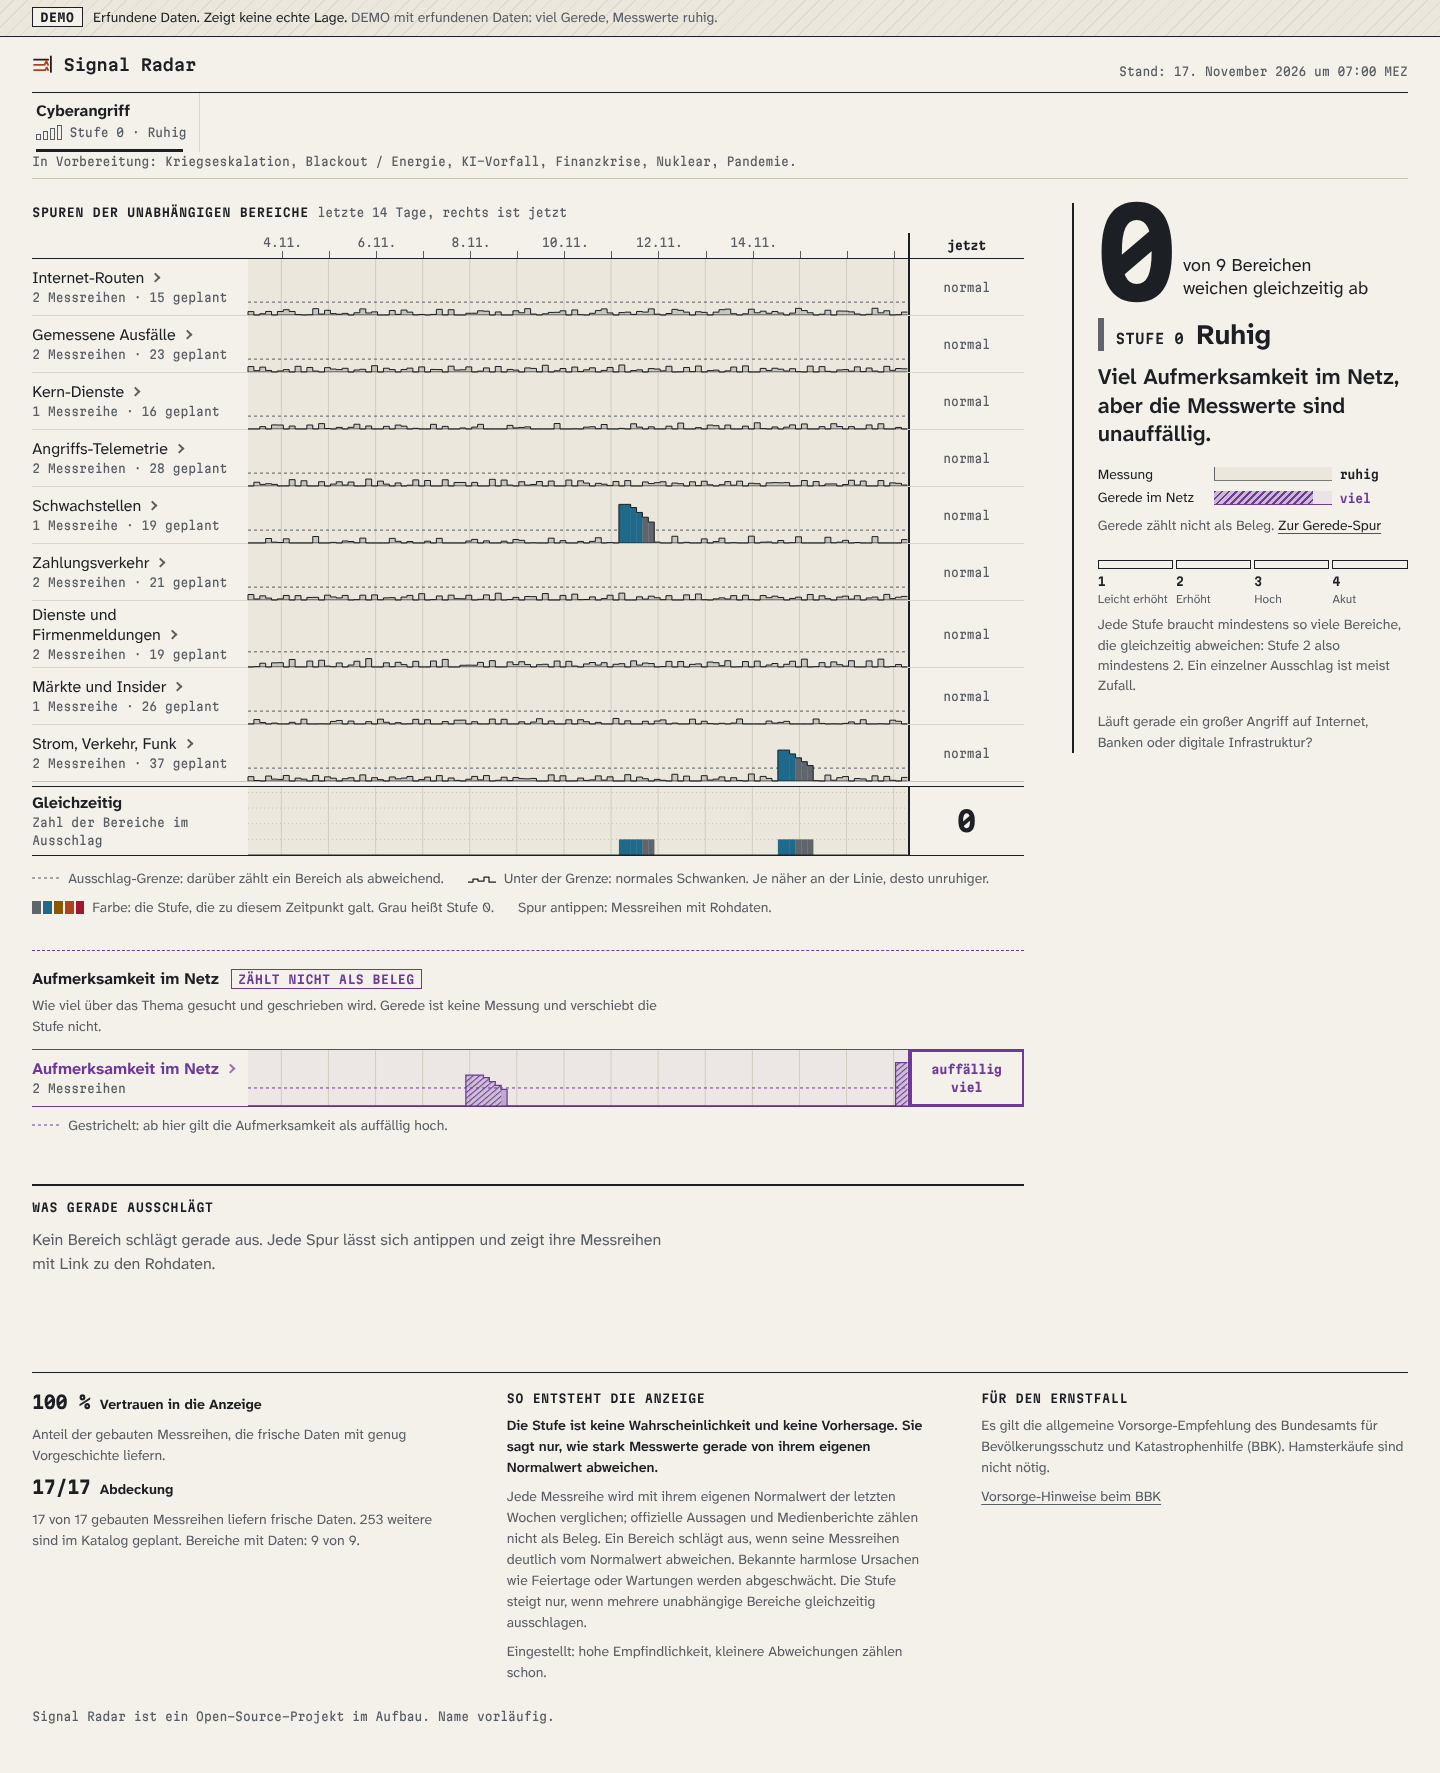 DEMO Erfundene Daten. Zeigt keine echte Lage. DEMO mit erfundenen Daten: viel Gerede, Messwerte ruhig.
Signal Radar
Stand: 17. November 2026 um 07:00 MEZ
Cyberangriff
Stufe 0 · Ruhig
In Vorbereitung: Kriegseskalation, Blackout / Energie, KI-Vorfall, Finanzkrise, Nuklear, Pandemie.
SPUREN DER UNABHÄNGIGEN BEREICHE letzte 14 Tage, rechts ist jetzt
4.11. 6.11. 8.11. 10.11. 12.11. 14.11. jetzt
Internet-Routen
2 Messreihen · 15 geplant
normal
Gemessene Ausfälle
2 Messreihen · 23 geplant
normal
Kern-Dienste
1 Messreihe · 16 geplant
normal
Angriffs-Telemetrie
2 Messreihen · 28 geplant
normal
Schwachstellen
1 Messreihe · 19 geplant
normal
Zahlungsverkehr
2 Messreihen · 21 geplant
normal
Dienste und
Firmenmeldungen
2 Messreihen · 19 geplant
normal
Märkte und Insider
1 Messreihe · 26 geplant
normal
Strom, Verkehr, Funk
2 Messreihen · 37 geplant
normal
Gleichzeitig
Zahl der Bereiche im
Ausschlag
0
Ausschlag-Grenze: darüber zählt ein Bereich als abweichend.
Unter der Grenze: normales Schwanken. Je näher an der Linie, desto unruhiger.
Farbe: die Stufe, die zu diesem Zeitpunkt galt. Grau heißt Stufe 0.
Spur antippen: Messreihen mit Rohdaten.
0 von 9 Bereichen
weichen gleichzeitig ab
STUFE 0 Ruhig
Viel Aufmerksamkeit im Netz,
aber die Messwerte sind
unauffällig.
Messung ruhig
Gerede im Netz viel
Gerede zählt nicht als Beleg. Zur Gerede-Spur
1 2 3 4
Leicht erhöht Erhöht Hoch Akut
Jede Stufe braucht mindestens so viele Bereiche,
die gleichzeitig abweichen: Stufe 2 also
mindestens 2. Ein einzelner Ausschlag ist meist
Zufall.
Läuft gerade ein großer Angriff auf Internet,
Banken oder digitale Infrastruktur?
Aufmerksamkeit im Netz ZÄHLT NICHT ALS BELEG
Wie viel über das Thema gesucht und geschrieben wird. Gerede ist keine Messung und verschiebt die
Stufe nicht.
Aufmerksamkeit im Netz
2 Messreihen
auffällig
viel
Gestrichelt: ab hier gilt die Aufmerksamkeit als auffällig hoch.
WAS GERADE AUSSCHLÄGT
Kein Bereich schlägt gerade aus. Jede Spur lässt sich antippen und zeigt ihre Messreihen
mit Link zu den Rohdaten.
100 % Vertrauen in die Anzeige
Anteil der gebauten Messreihen, die frische Daten mit genug
Vorgeschichte liefern.
17/17 Abdeckung
17 von 17 gebauten Messreihen liefern frische Daten. 253 weitere
sind im Katalog geplant. Bereiche mit Daten: 9 von 9.
SO ENTSTEHT DIE ANZEIGE
Die Stufe ist keine Wahrscheinlichkeit und keine Vorhersage. Sie
sagt nur, wie stark Messwerte gerade von ihrem eigenen
Normalwert abweichen.
Jede Messreihe wird mit ihrem eigenen Normalwert der letzten
Wochen verglichen; offizielle Aussagen und Medienberichte zählen
nicht als Beleg. Ein Bereich schlägt aus, wenn seine Messreihen
deutlich vom Normalwert abweichen. Bekannte harmlose Ursachen
wie Feiertage oder Wartungen werden abgeschwächt. Die Stufe
steigt nur, wenn mehrere unabhängige Bereiche gleichzeitig
ausschlagen.
Eingestellt: hohe Empfindlichkeit, kleinere Abweichungen zählen
schon.
FÜR DEN ERNSTFALL
Es gilt die allgemeine Vorsorge-Empfehlung des Bundesamts für
Bevölkerungsschutz und Katastrophenhilfe (BBK). Hamsterkäufe sind
nicht nötig.
Vorsorge-Hinweise beim BBK
Signal Radar ist ein Open-Source-Projekt im Aufbau. Name vorläufig.